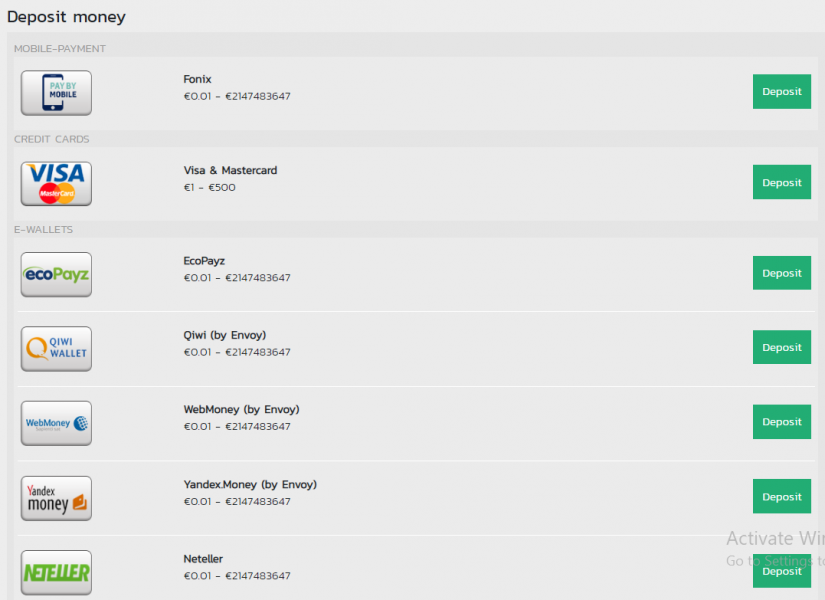 Deposit money
MOBILE-PAYMENT
PAY BY
MOBILE
Fonix
€0.01 - €2147483647
Deposit
CREDIT CARDS
VISA
MasterCard
Visa & Mastercard
€1 - €500
Deposit
E-WALLETS
ecoPayz
EcoPayz
€0.01 - €2147483647
Deposit
QIWI
WALLET
Qiwi (by Envoy)
€0.01 - €2147483647
Deposit
WebMoney
WebMoney (by Envoy)
€0.01 - €2147483647
Deposit
Yandex
money
Yandex.Money (by Envoy)
€0.01 - €2147483647
Deposit
NETELLER
Neteller
€0.01 - €2147483647
Deposit
Activate Win
Go to Settings to